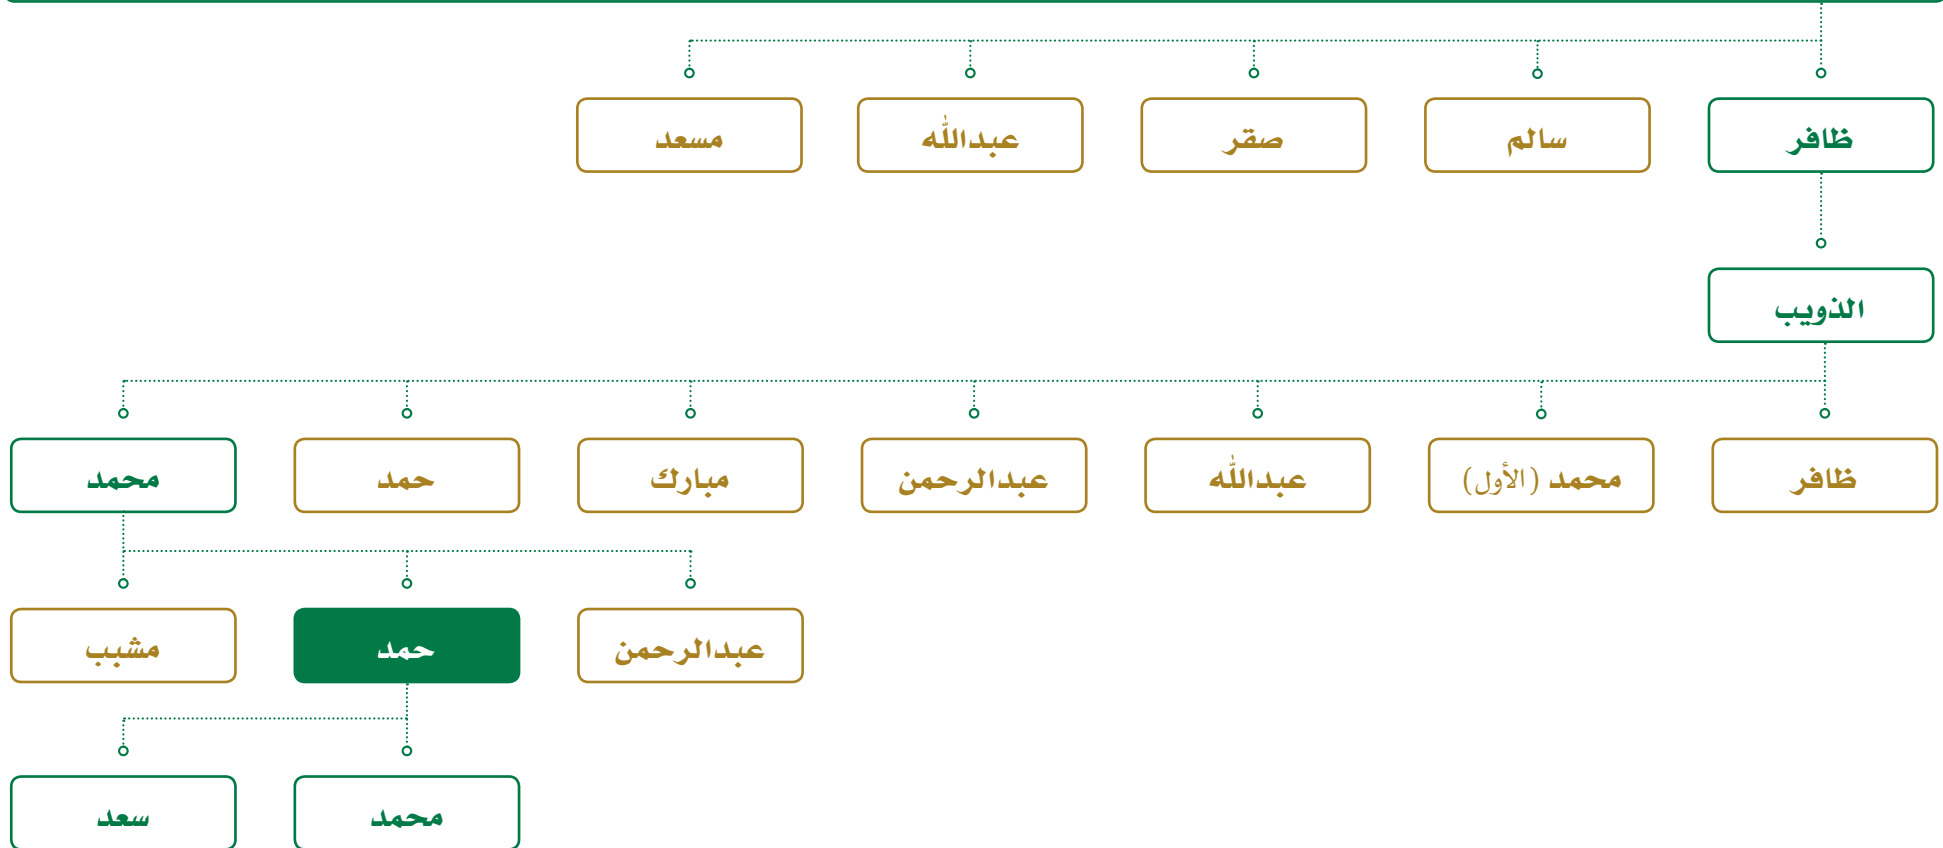 ظافر
سالم
صقر
عبدالله
مسعد
الذويب
ظافر
محمد (الأول)
عبدالله
عبدالرحمن
مبارك
حمد
محمد
عبدالرحمن
حمد
مشبب
محمد
سعد